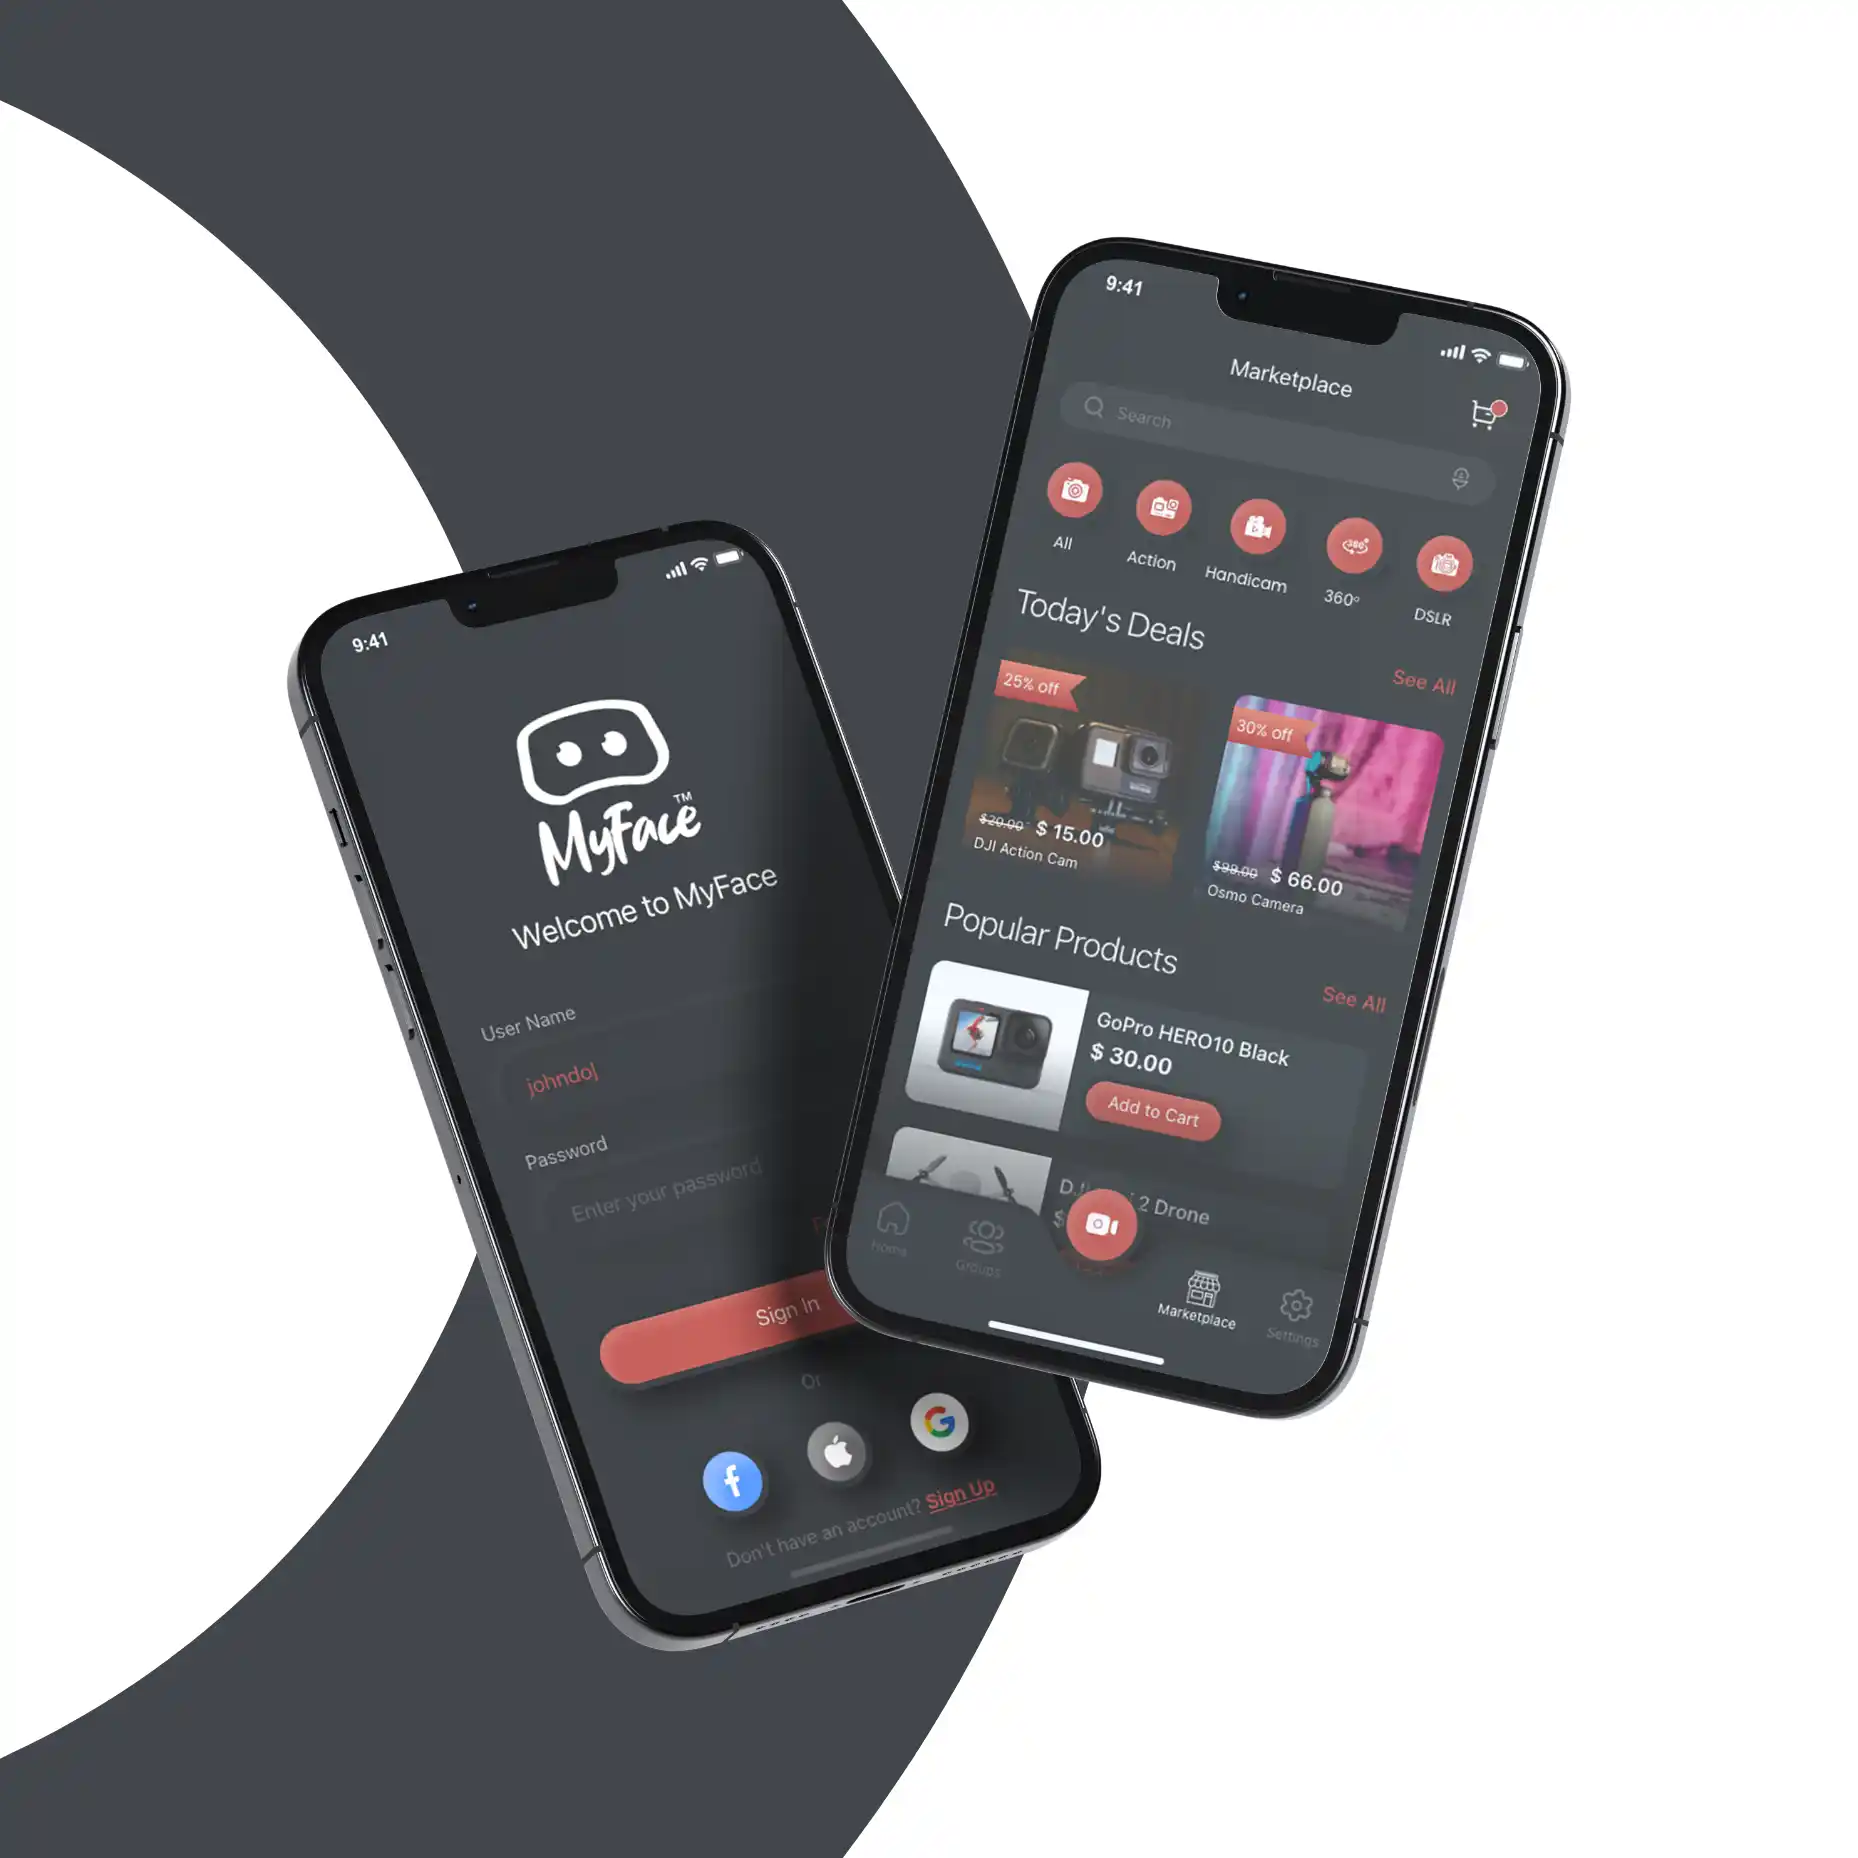 9:41
MyFace™
Welcome to MyFace
User Name
johndo
Password
Enter your password
Sign In
Or
Don't have an account? Sign Up
9:41
Marketplace
Search
All
Action
Handicam
360°
DSLR
Today's Deals
See All
25% off
$20.00 $ 15.00
DJI Action Cam
30% off
$99.00 $ 66.00
Osmo Camera
Popular Products
See All
GoPro HERO10 Black
$ 30.00
Add to Cart
2 Drone
$
Home
Groups
Marketplace
Settings